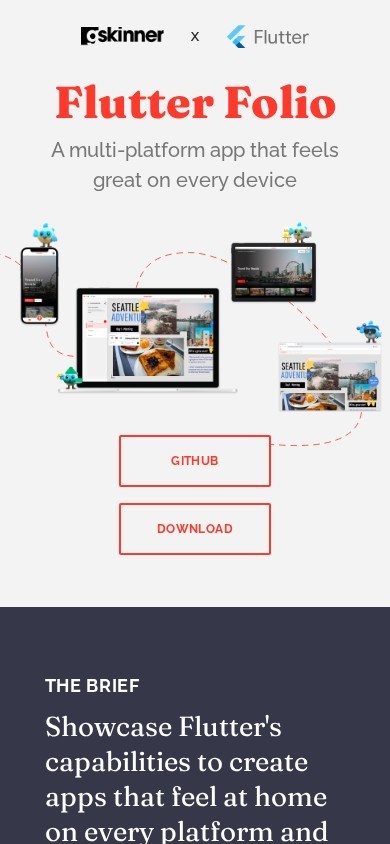 gskinner x Flutter
Flutter Folio
A multi-platform app that feels
great on every device
SEATTLE
SEATTLE
GITHUB
DOWNLOAD
THE BRIEF
Showcase Flutter's
capabilities to create
apps that feel at home
on every platform and